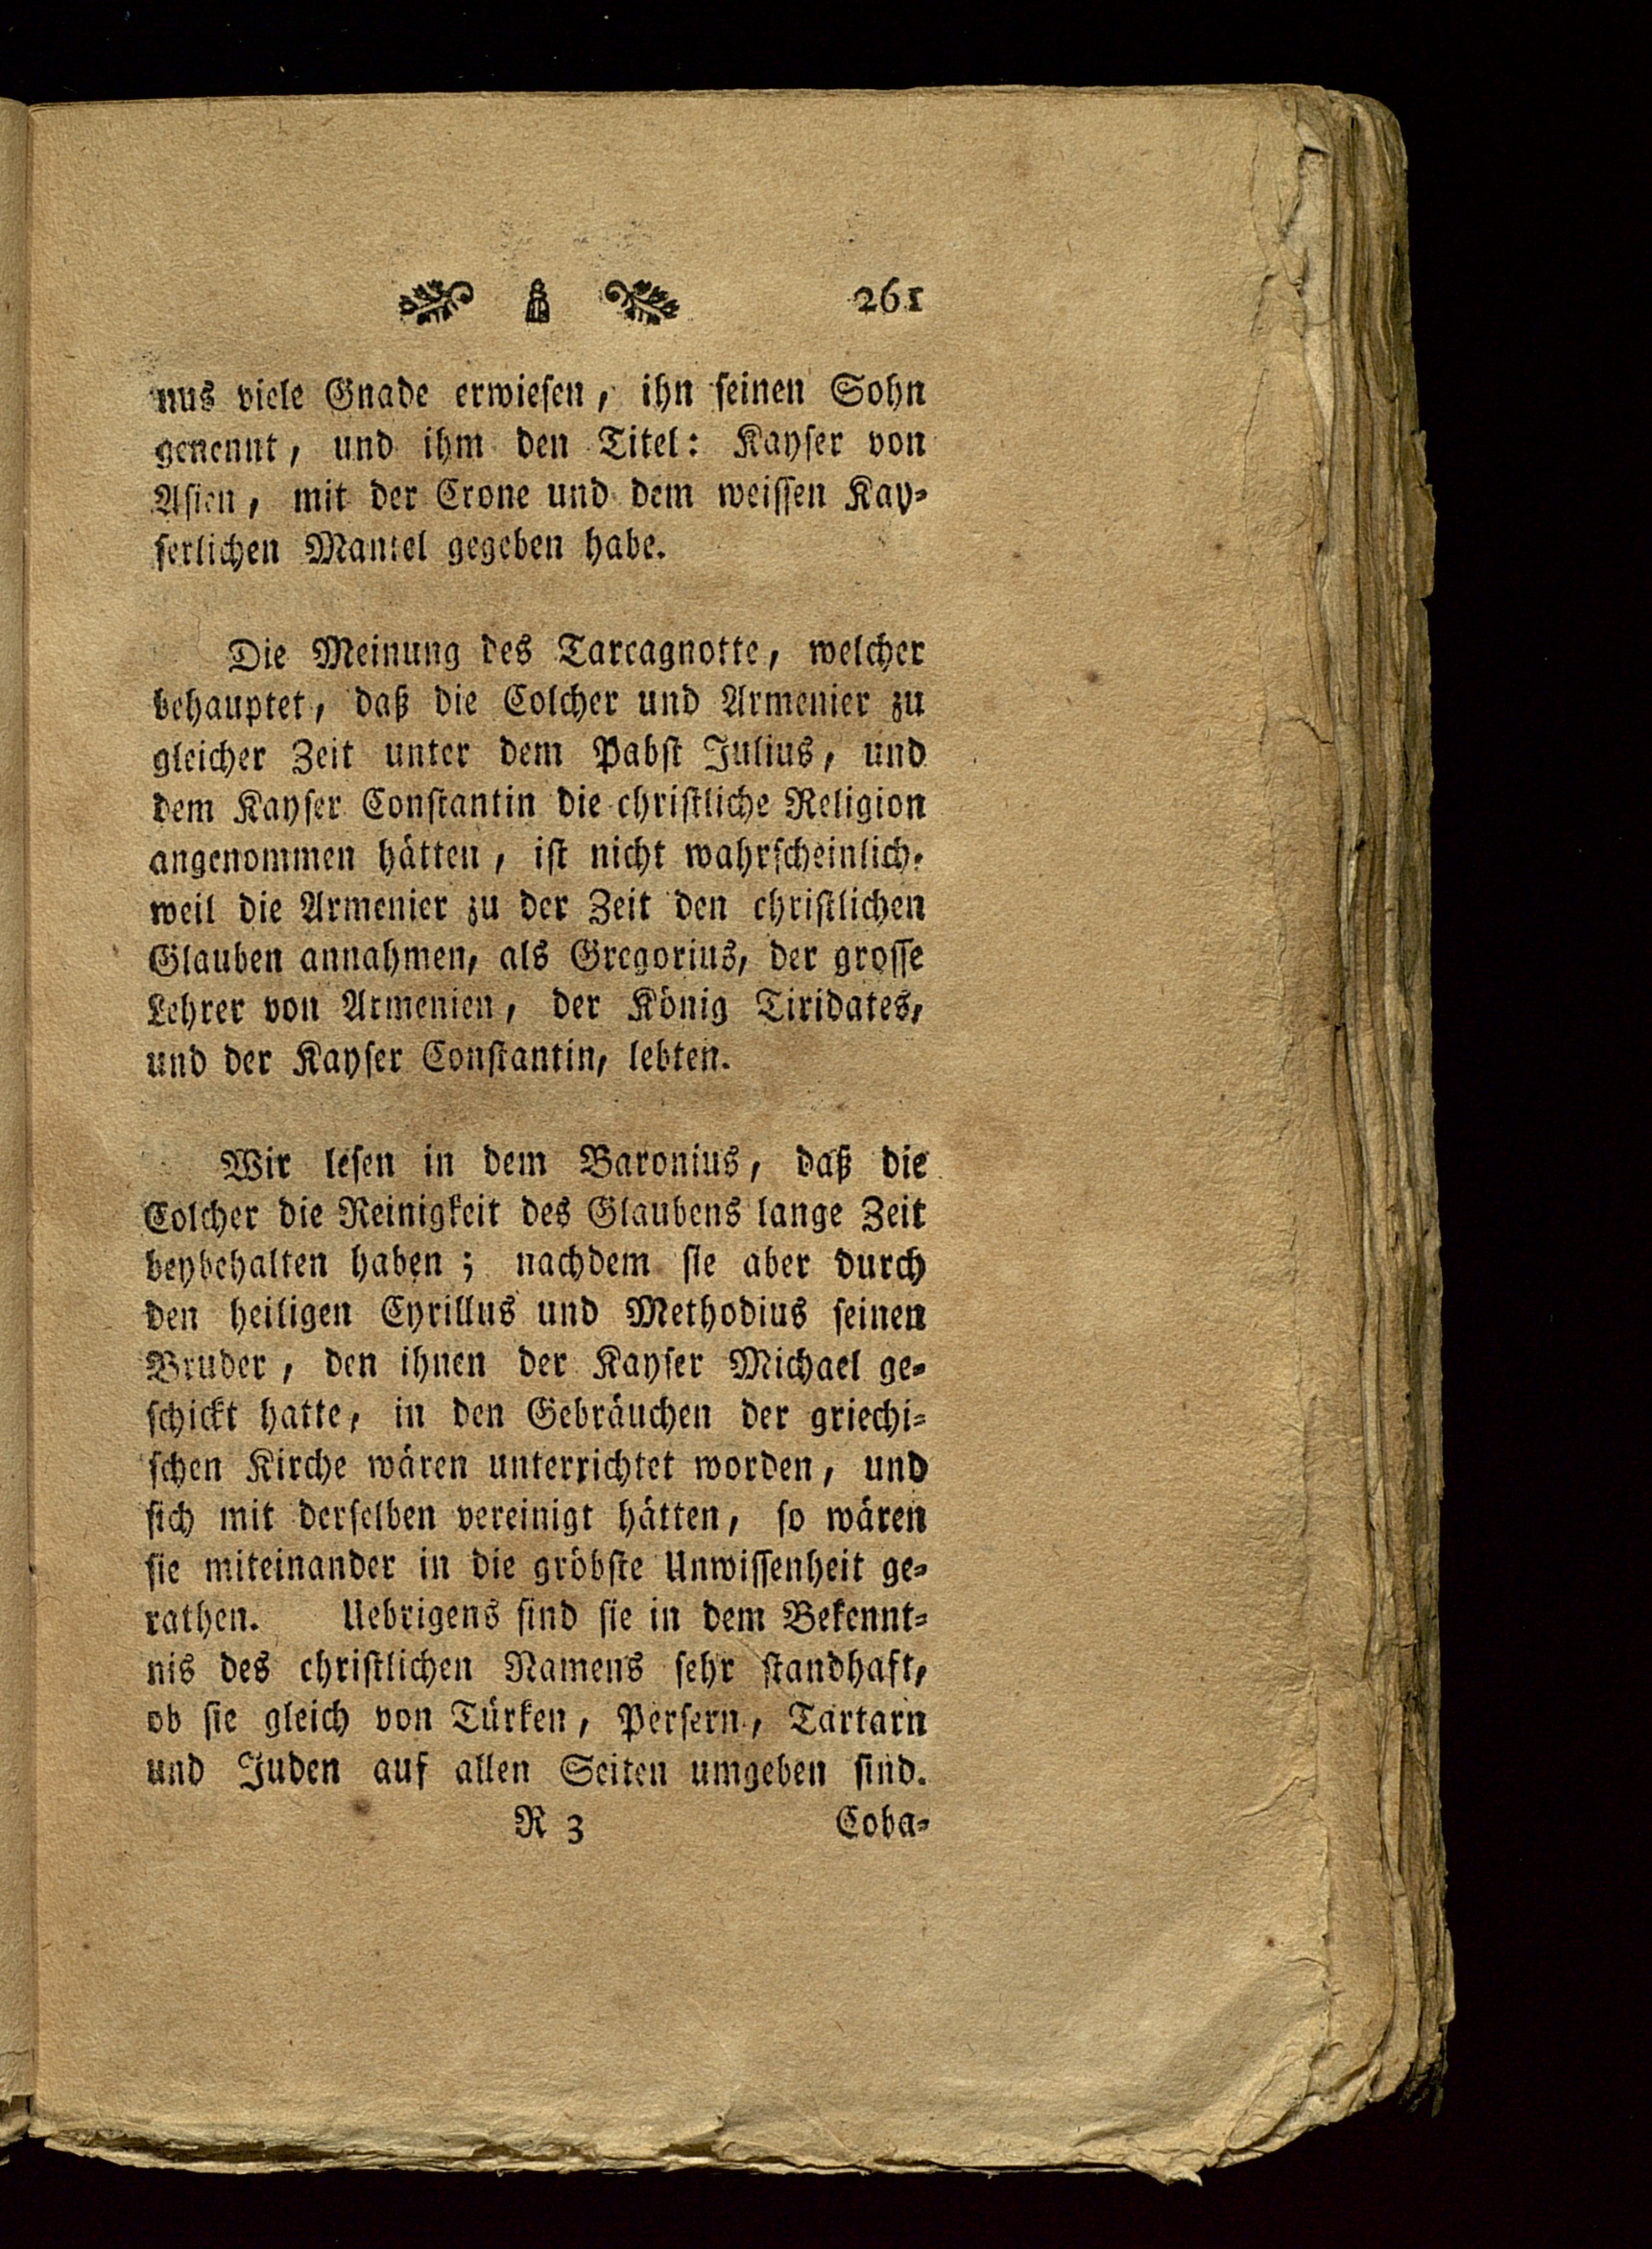 261
nus viele Gnade erwiesen, ihn seinen Sohn
genennt, und ihm den Titel: Kayser von
Asien, mit der Crone und dem weissen Kay-
serlichen Mantel gegeben habe.
Die Meinung des Tarcagnotte, welcher
behauptet, daß die Colcher und Armenier zu
gleicher Zeit unter dem Pabst Julius, und
dem Kayser Constantin die christliche Religion
angenommen hätten, ist nicht wahrscheinlich.
weil die Armenier zu der Zeit den christlichen
Glauben annahmen, als Gregorius, der grosse
Lehrer von Armenien, der König Tiridates,
und der Kayser Constantin, lebten.
Wir lesen in dem Baronius, daß die
Colcher die Reinigkeit des Glaubens lange Zeit
beybehalten haben; nachdem sie aber durch
den heiligen Cyrillus und Methodius seinen
Bruder, den ihnen der Kayser Michael ge-
schickt hatte, in den Gebräuchen der griechi-
schen Kirche wären unterrichtet worden, und
sich mit derselben vereinigt hätten, so wären
sie miteinander in die gröbste Unwissenheit ge-
rathen. Uebrigens sind sie in dem Bekennt-
nis des christlichen Namens sehr standhaft,
ob sie gleich von Türken, Persern, Tartarn
und Juden auf allen Seiten umgeben sind.
R 3 Coba-